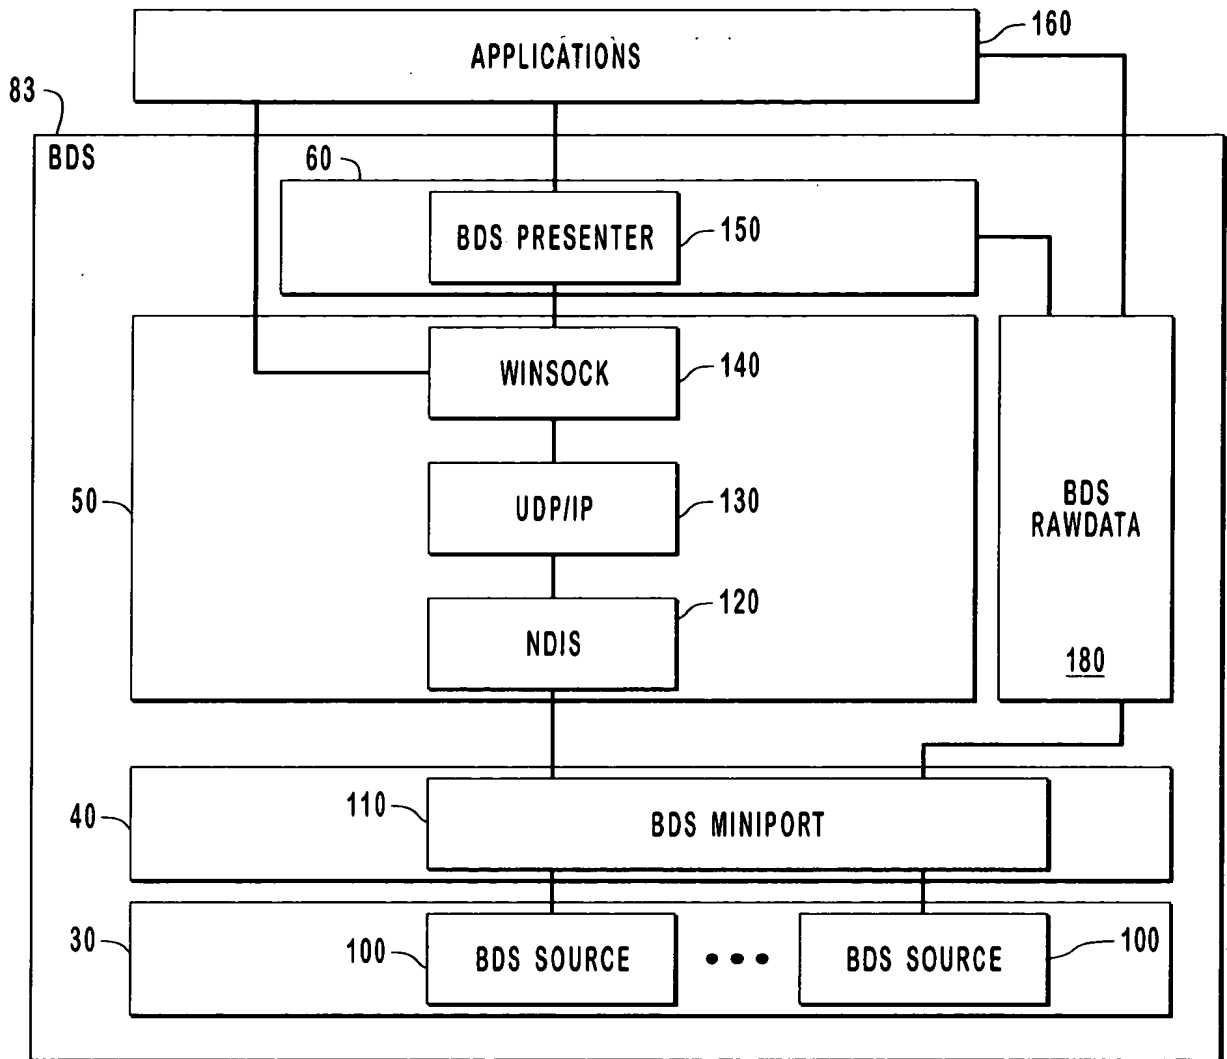 160
APPLICATIONS
83
BDS
60
BDS PRESENTER
150
WINSOCK
140
50
UDP/IP
130
BDS
RAWDATA
120
NDIS
180
110
40
BDS MINIPORT
30
100
BDS SOURCE
BDS SOURCE
100